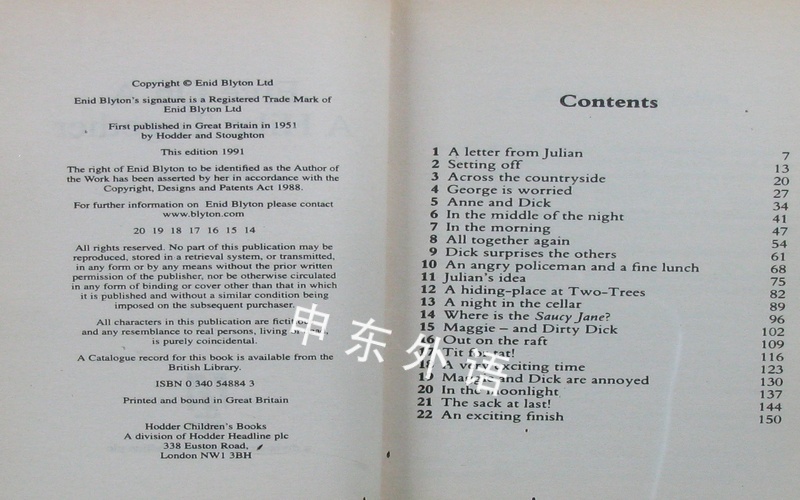 Copyright © Enid Blyton Ltd
Enid Blyton's signature is a Registered Trade Mark of
Enid Blyton Ltd
First published in Great Britain in 1951
by Hodder and Stoughton
This edition 1991
The right of Enid Blyton to be identified as the Author of
the Work has been asserted by her in accordance with the
Copyright, Designs and Patents Act 1988.
For further information on Enid Blyton please contact
www.blyton.com
20 19 18 17 16 15 14
All rights reserved. No part of this publication may be
reproduced, stored in a retrieval system, or transmitted,
in any form or by any means without the prior written
permission of the publisher, nor be otherwise circulated
in any form of binding or cover other than that in which
it is published and without a similar condition being
imposed on the subsequent purchaser.
All characters in this publication are
and any resemblance to real persons, living
is purely coincidental.
A Catalogue record for this book is available from the
British Library.
ISBN 0 340 54884 3
Printed and bound in Great Britain
Hodder Children's Books
A division of Hodder Headline plc
338 Euston Road,
London NW1 3BH
Contents
1 A letter from Julian 7
2 Setting off 13
3 Across the countryside 20
4 George is worried 27
5 Anne and Dick 34
6 In the middle of the night 41
7 In the morning 47
8 All together again 54
9 Dick surprises the others 61
10 An angry policeman and a fine lunch 68
11 Julian's idea 75
12 A hiding-place at Two-Trees 82
13 A night in the cellar 89
14 Where is the Saucy Jane? 96
15 Maggie – and Dirty Dick 102
16 Out on the raft 109
17 Tit for tat! 116
18 A very exciting time 123
19 Maggie and Dick are annoyed 130
20 In the moonlight 137
21 The sack at last! 144
22 An exciting finish 150
中东外语